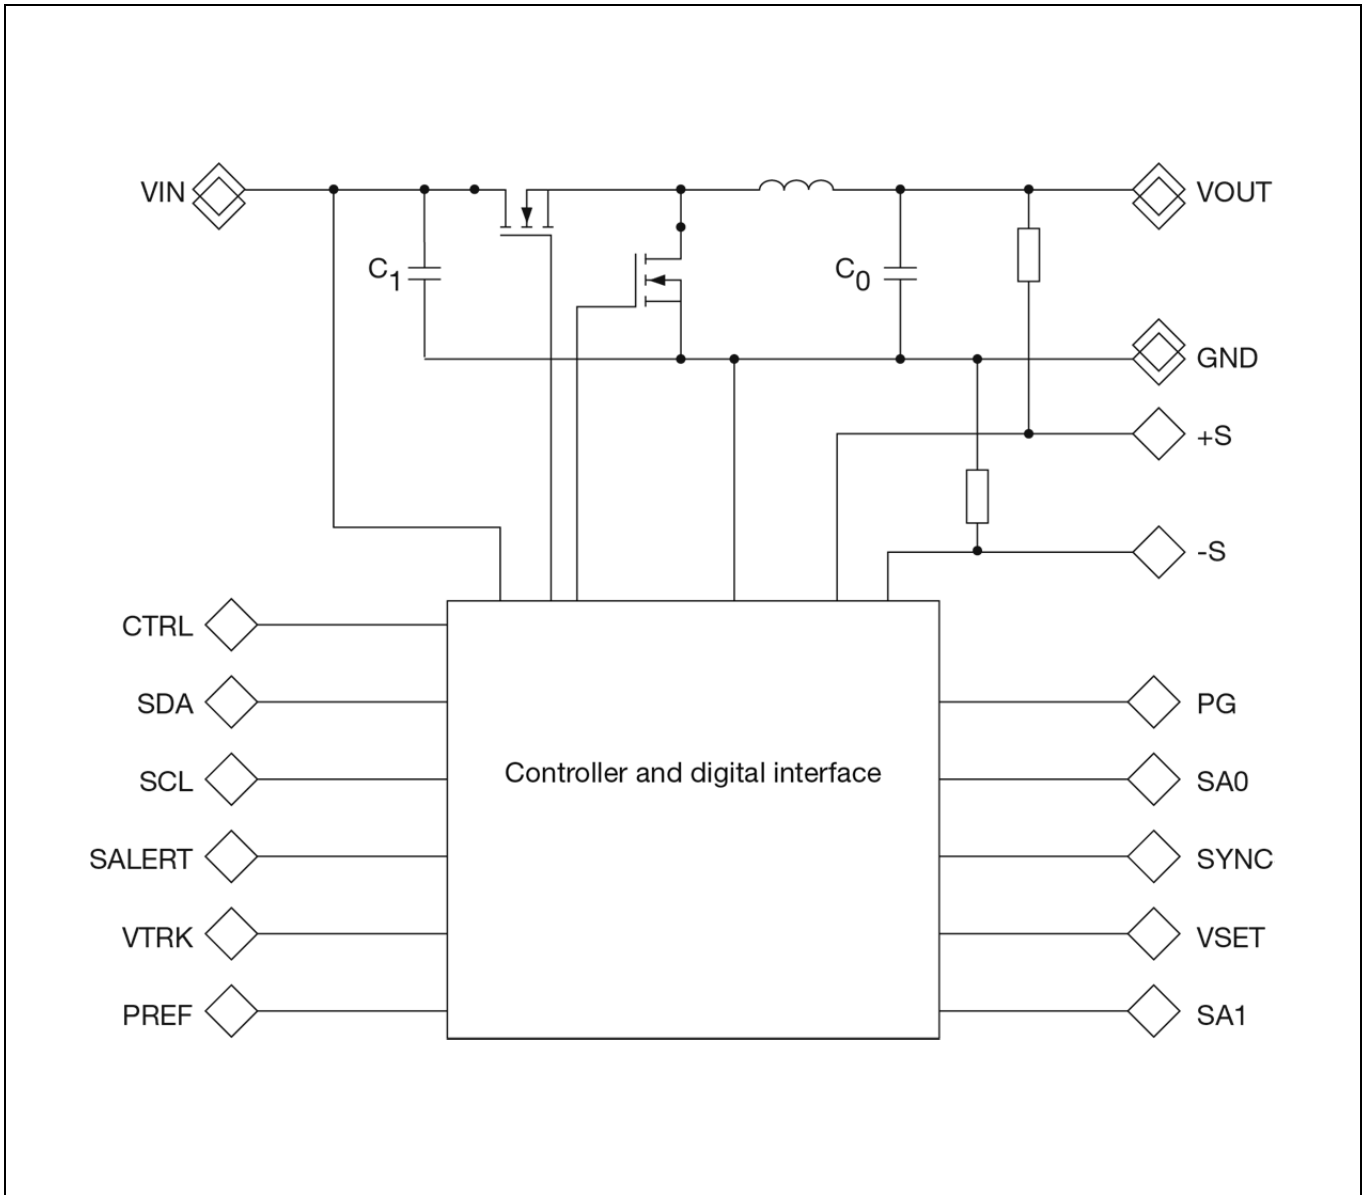 VIN
VOUT
C1
C0
GND
+S
-S
CTRL
SDA
PG
Controller and digital interface
SCL
SA0
SALERT
SYNC
VTRK
VSET
PREF
SA1